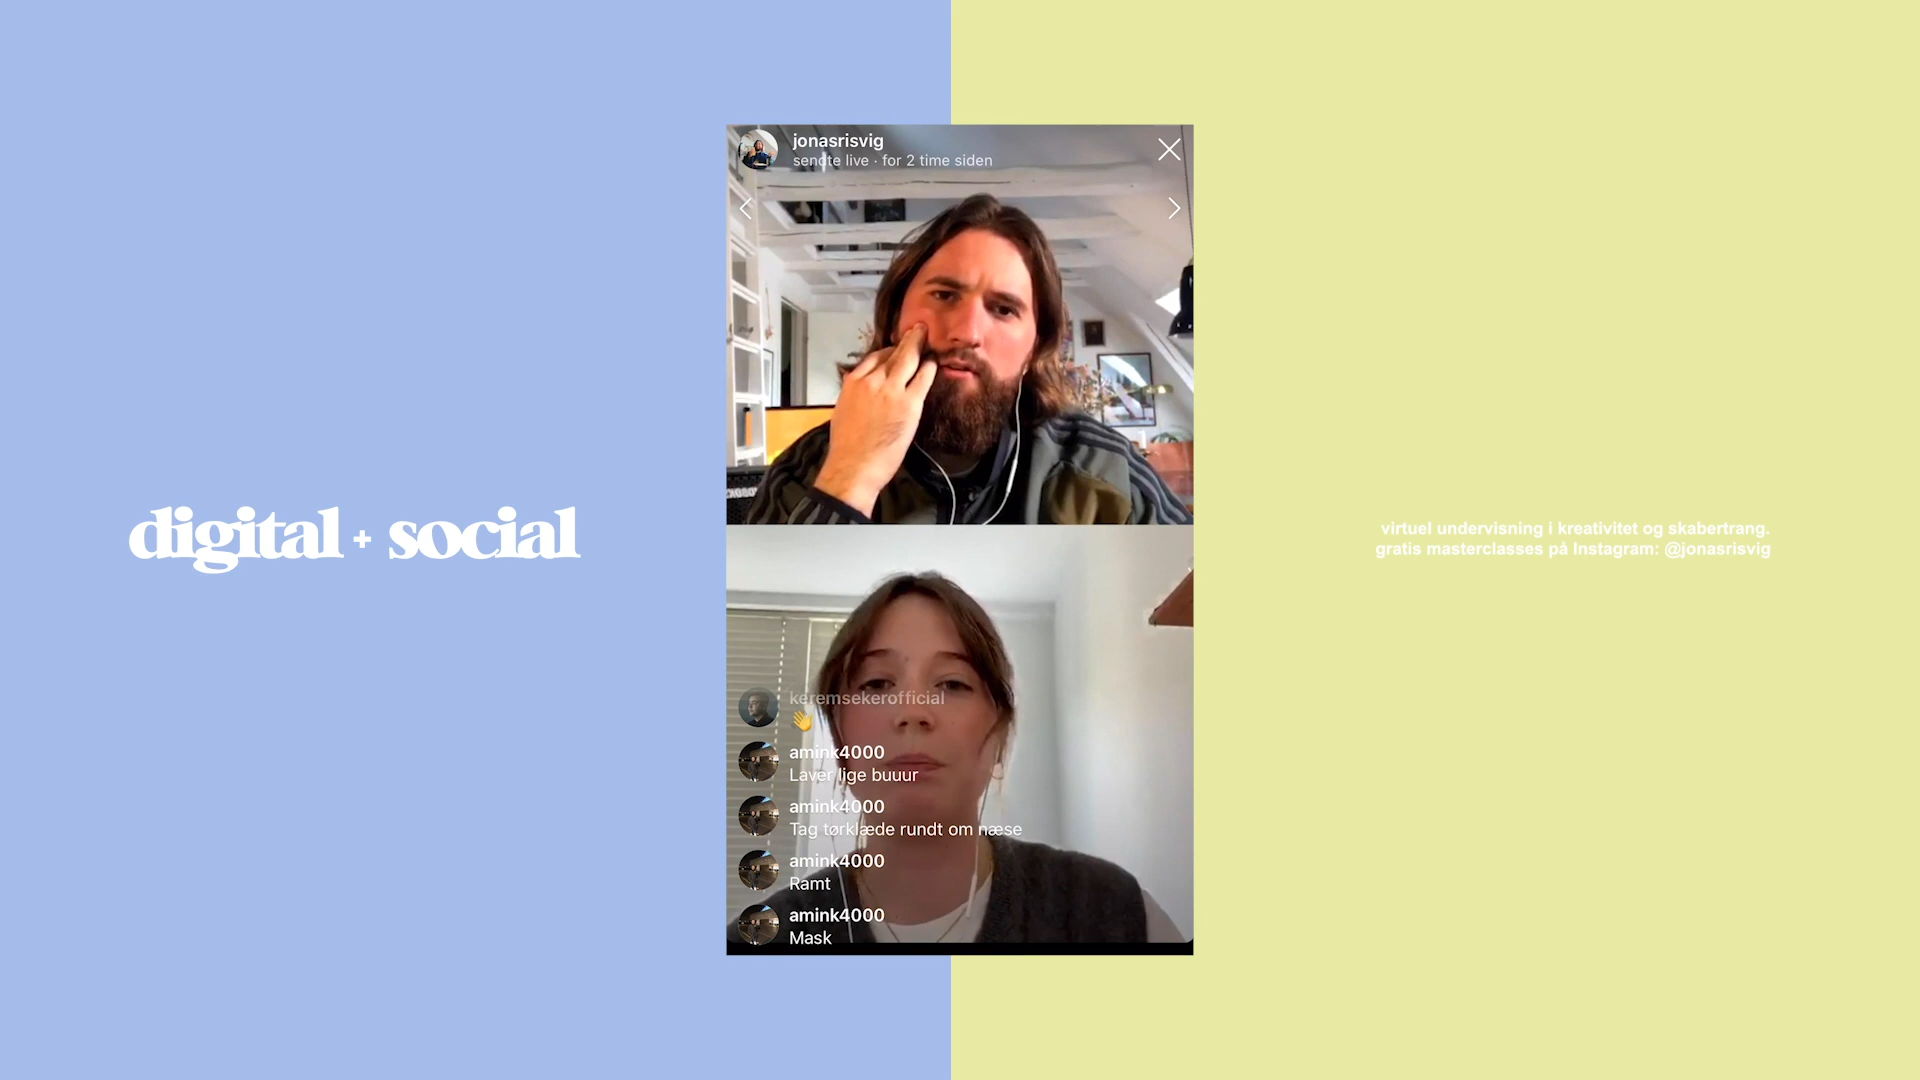 digital + social
jonasrisvig
sendte live · for 2 time siden
keremsekerofficial
👋
amink4000
Laver lige buuur
amink4000
Tag tørklæde rundt om næse
amink4000
Ramt
amink4000
Mask
virtuel undervisning i kreativitet og skabertrang.
gratis masterclasses på Instagram: @jonasrisvig